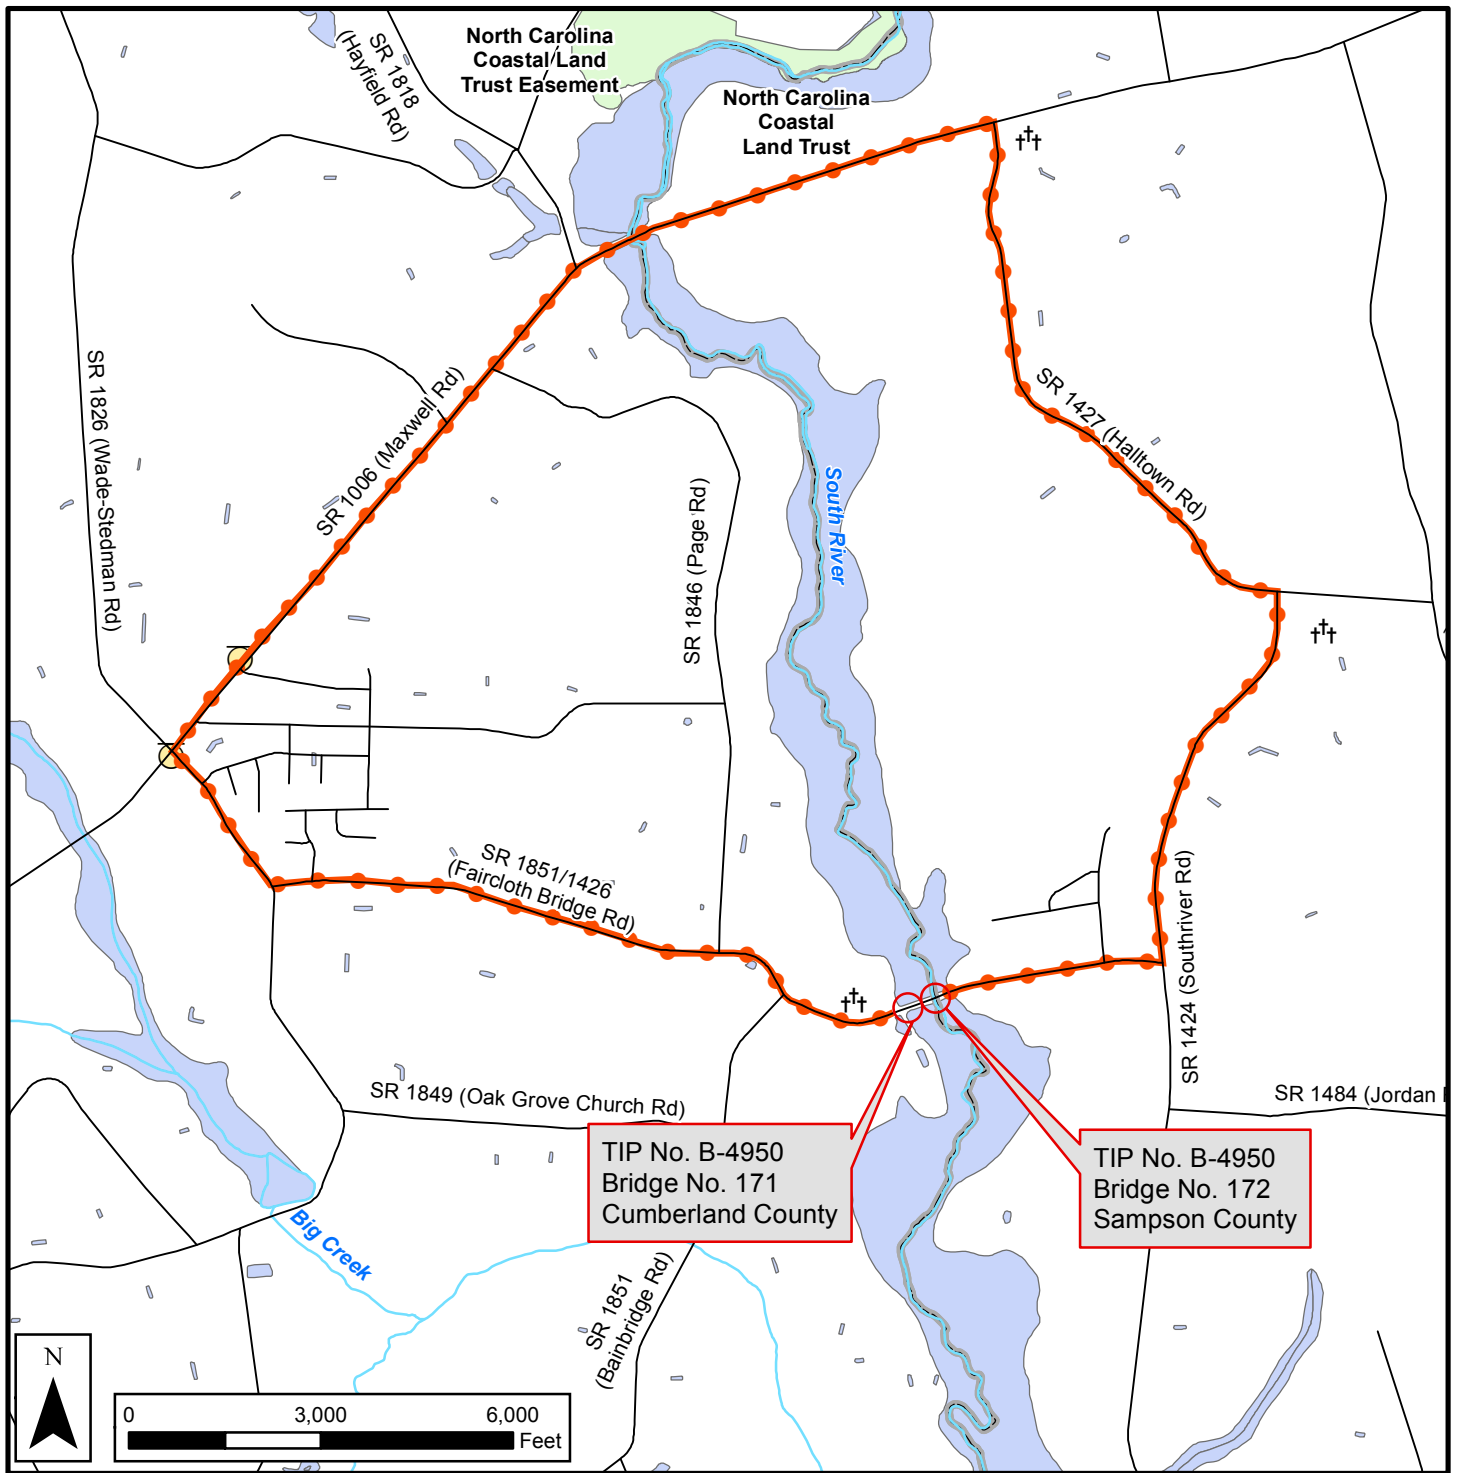 North Carolina
Coastal Land
Trust Easement
SR 1818
(Hayfield Rd)
North Carolina
Coastal
Land Trust
SR 1826 (Wade-Stedman Rd)
SR 1006 (Maxwell Rd)
SR 1427 (Halltown Rd)
South River
SR 1846 (Page Rd)
SR 1851/1426
(Faircloth Bridge Rd)
SR 1424 (Southriver Rd)
SR 1849 (Oak Grove Church Rd)
SR 1484 (Jordan
TIP No. B-4950
Bridge No. 171
Cumberland County
TIP No. B-4950
Bridge No. 172
Sampson County
Big Creek
SR 1851
(Bainbridge Rd)
N
0 3,000 6,000
Feet